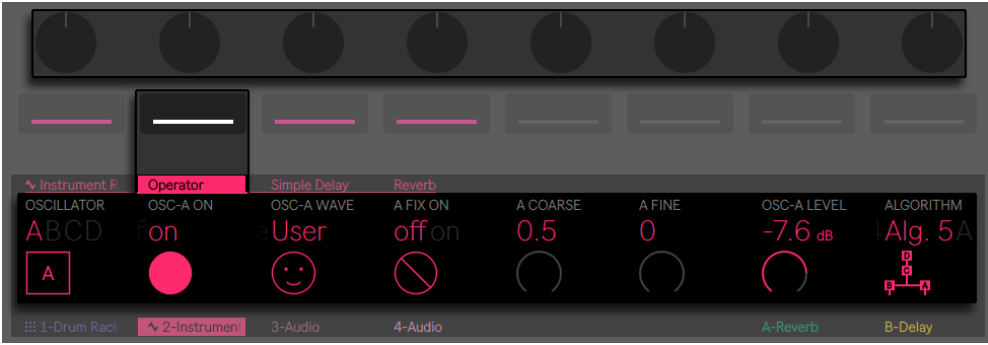 Instrument R Operator Simple Delay Reverb
OSCILLATOR OSC-A ON OSC-A WAVE A FIX ON A COARSE A FINE OSC-A LEVEL ALGORITHM
ABCD on User off on 0.5 0 -7.6 dB Alg. 5
A
D
C
B A
1-Drum Rack 2-Instrument 3-Audio 4-Audio A-Reverb B-Delay